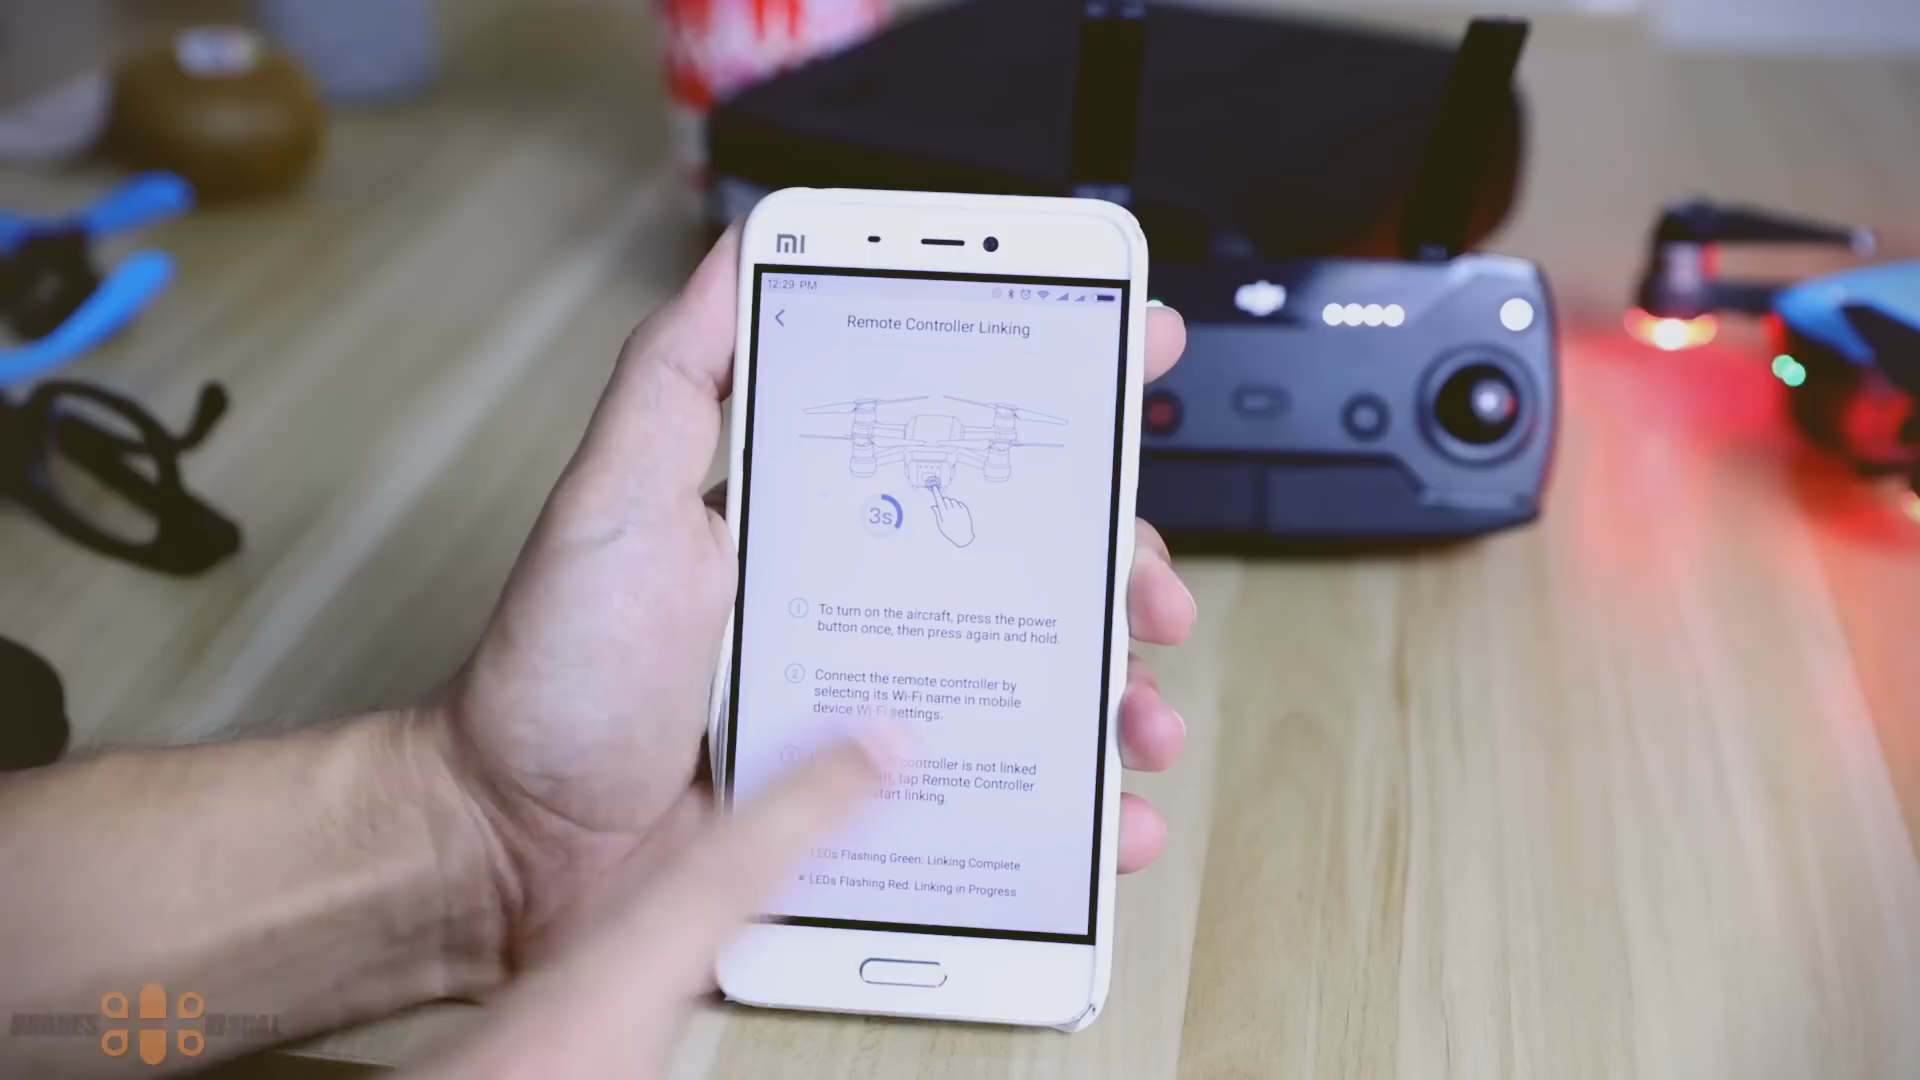 MI
12:29 PM
Remote Controller Linking
3s
1 To turn on the aircraft, press the power
button once, then press again and hold.
2 Connect the remote controller by
selecting its Wi-Fi name in mobile
device Wi-Fi settings.
controller is not linked
tap Remote Controller
start linking.
LEDs Flashing Green: Linking Complete
LEDs Flashing Red: Linking in Progress
dji